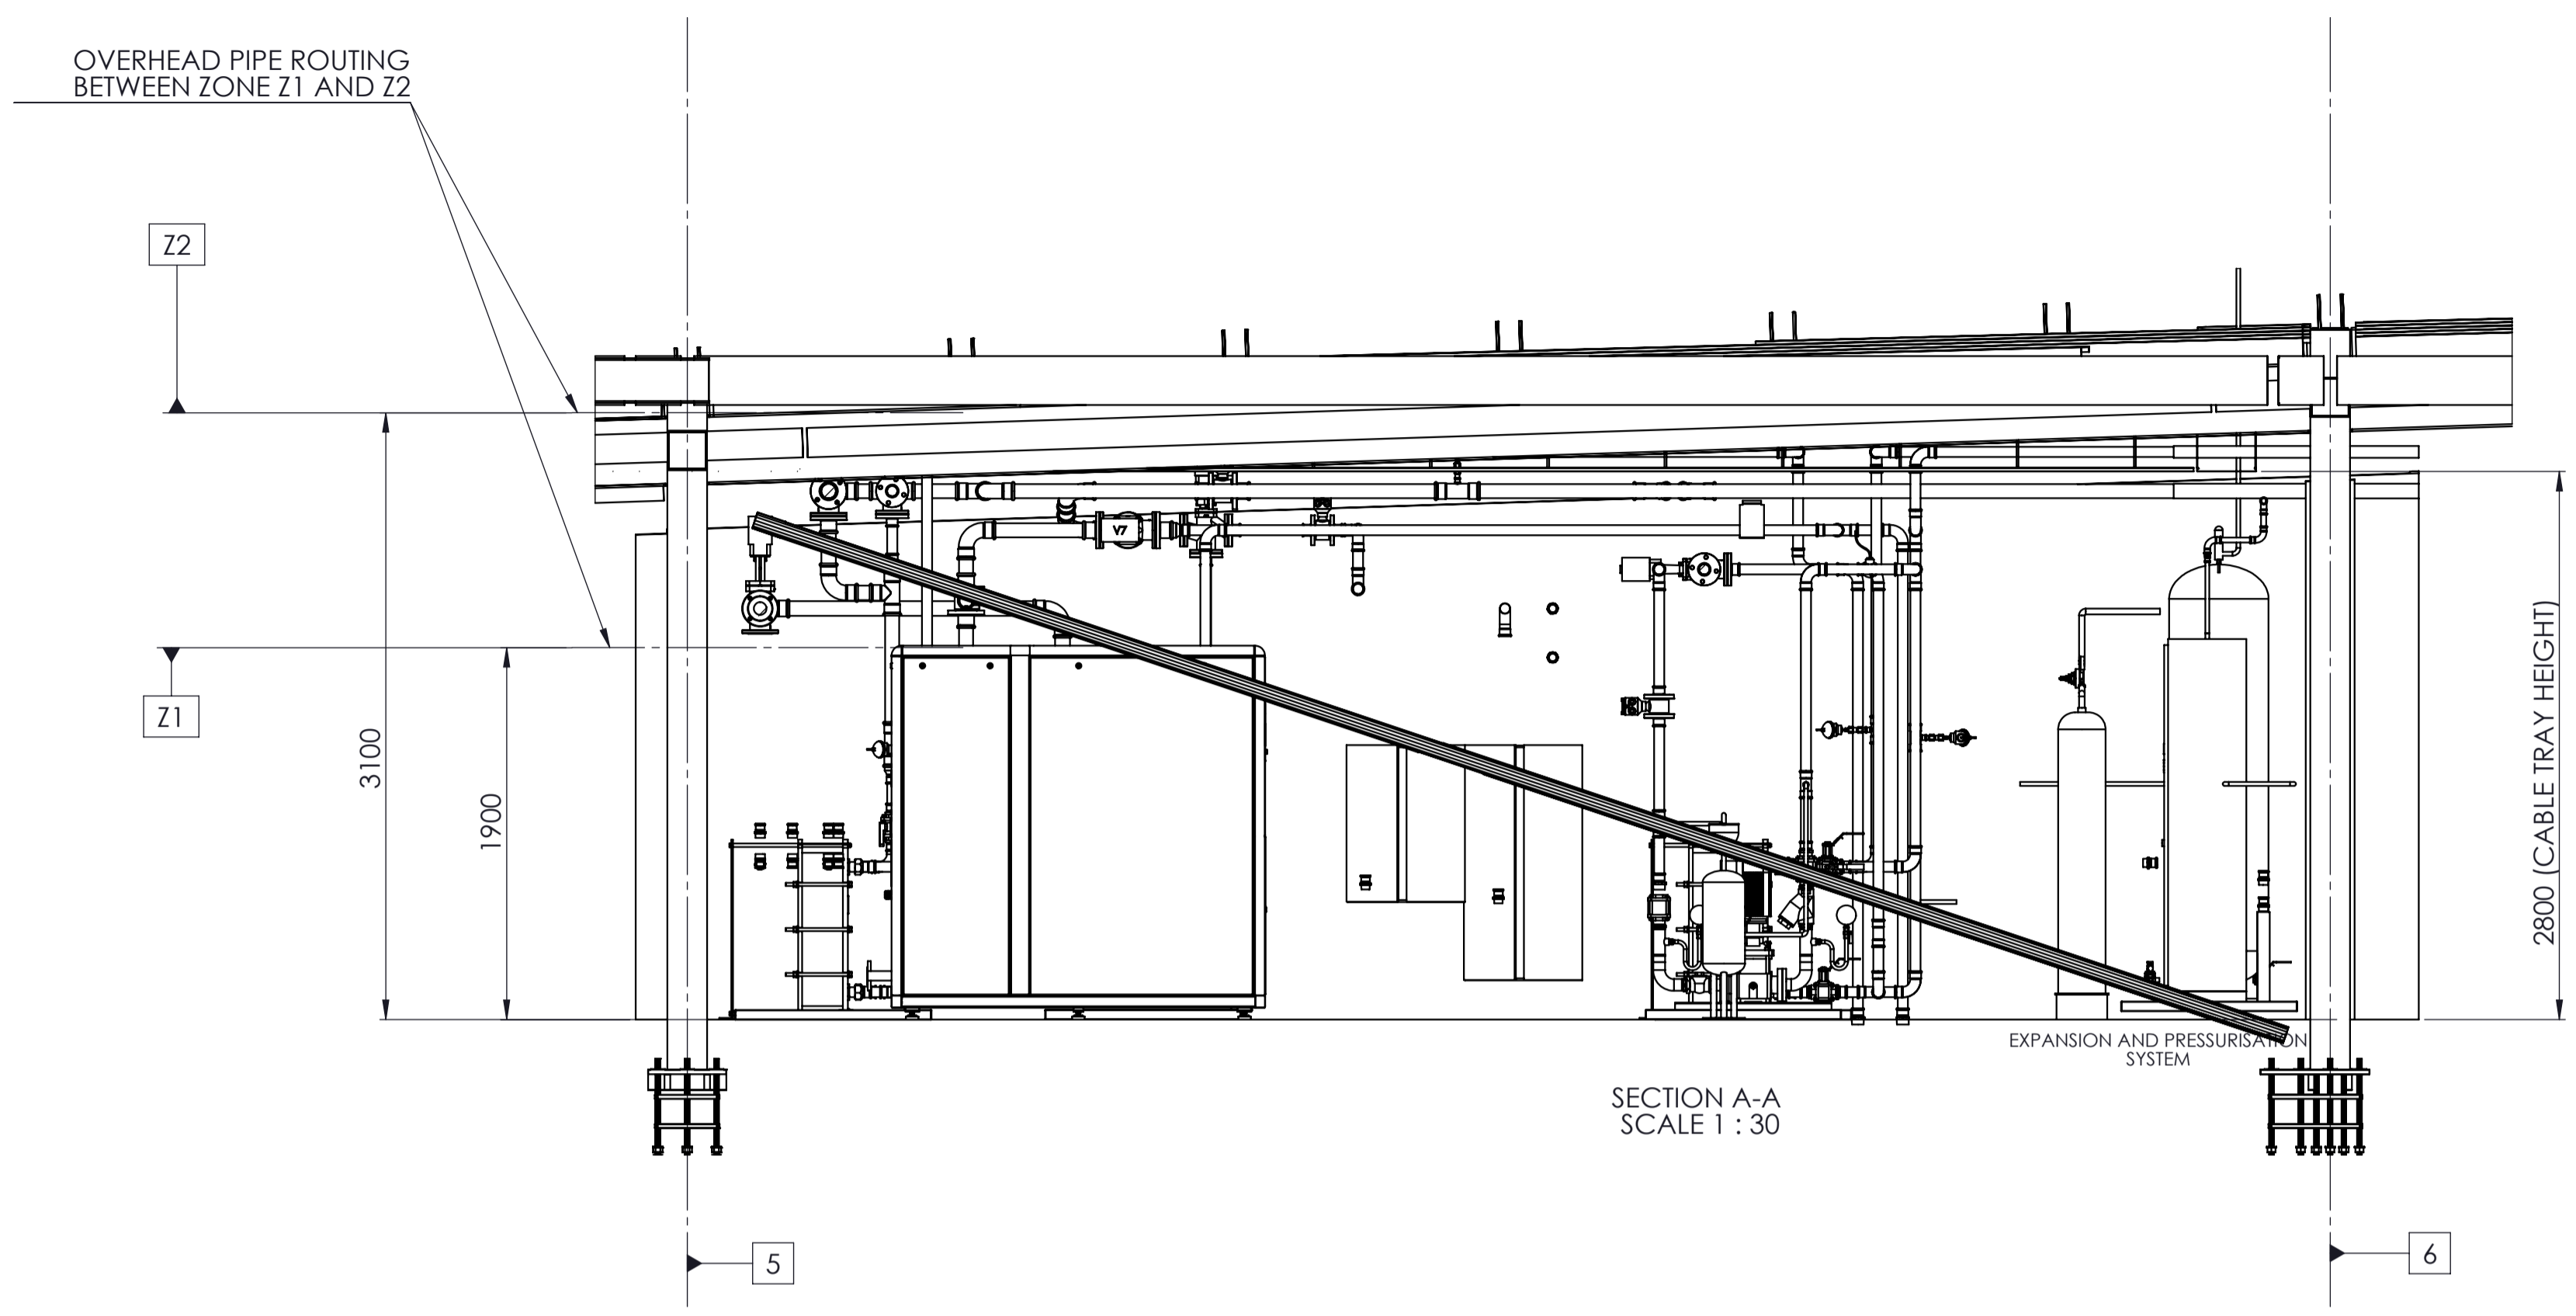 OVERHEAD PIPE ROUTING
BETWEEN ZONE Z1 AND Z2
Z2
Z1
3100
1900
V7
2800 (CABLE TRAY HEIGHT)
EXPANSION AND PRESSURISATION
SYSTEM
SECTION A-A
SCALE 1 : 30
5
6